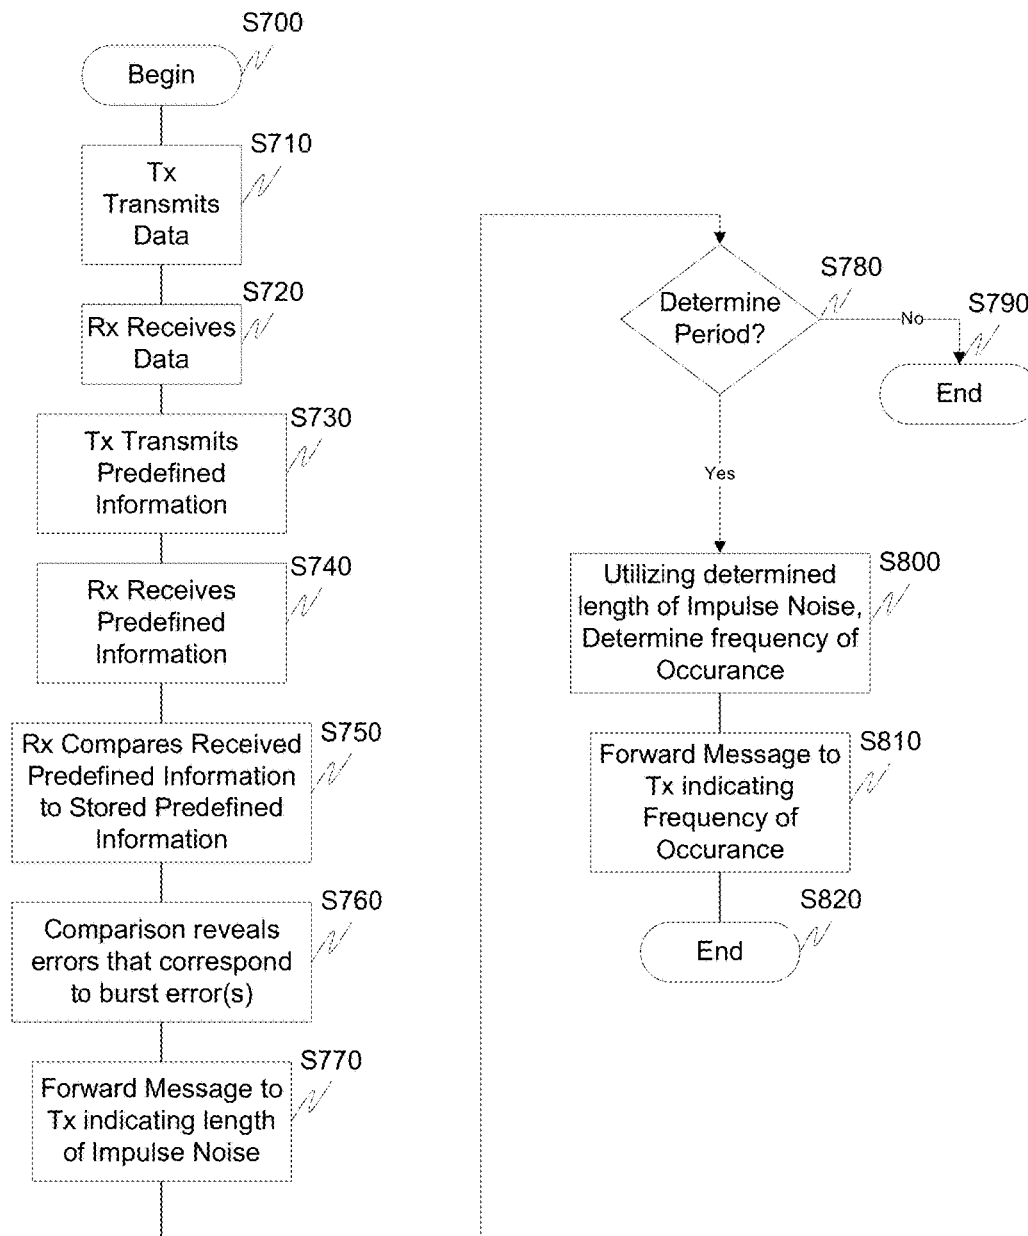 S700
Begin
S710
Tx
Transmits
Data
S720
Rx Receives
Data
S730
Tx Transmits
Predefined
Information
S740
Rx Receives
Predefined
Information
S750
Rx Compares Received
Predefined Information
to Stored Predefined
Information
S760
Comparison reveals
errors that correspond
to burst error(s)
S770
Forward Message to
Tx indicating length
of Impulse Noise
S780
Determine
Period?
No
S790
End
Yes
S800
Utilizing determined
length of Impulse Noise,
Determine frequency of
Occurance
S810
Forward Message to
Tx indicating
Frequency of
Occurance
S820
End